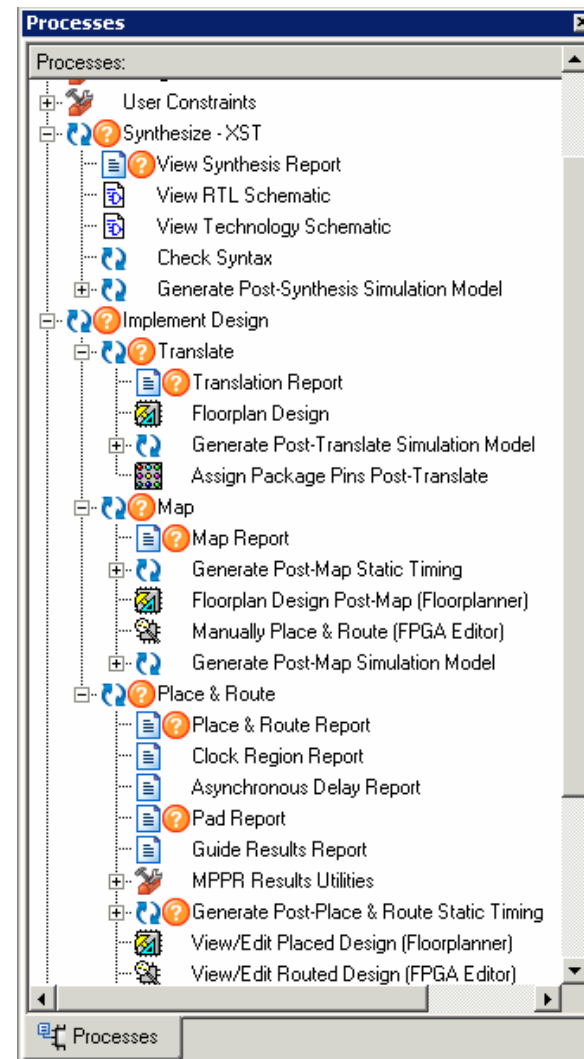 Processes
Processes:
User Constraints
Synthesize - XST
View Synthesis Report
View RTL Schematic
View Technology Schematic
Check Syntax
Generate Post-Synthesis Simulation Model
Implement Design
Translate
Translation Report
Floorplan Design
Generate Post-Translate Simulation Model
Assign Package Pins Post-Translate
Map
Map Report
Generate Post-Map Static Timing
Floorplan Design Post-Map (Floorplanner)
Manually Place & Route (FPGA Editor)
Generate Post-Map Simulation Model
Place & Route
Place & Route Report
Clock Region Report
Asynchronous Delay Report
Pad Report
Guide Results Report
MPPR Results Utilities
Generate Post-Place & Route Static Timing
View/Edit Placed Design (Floorplanner)
View/Edit Routed Design (FPGA Editor)
Processes